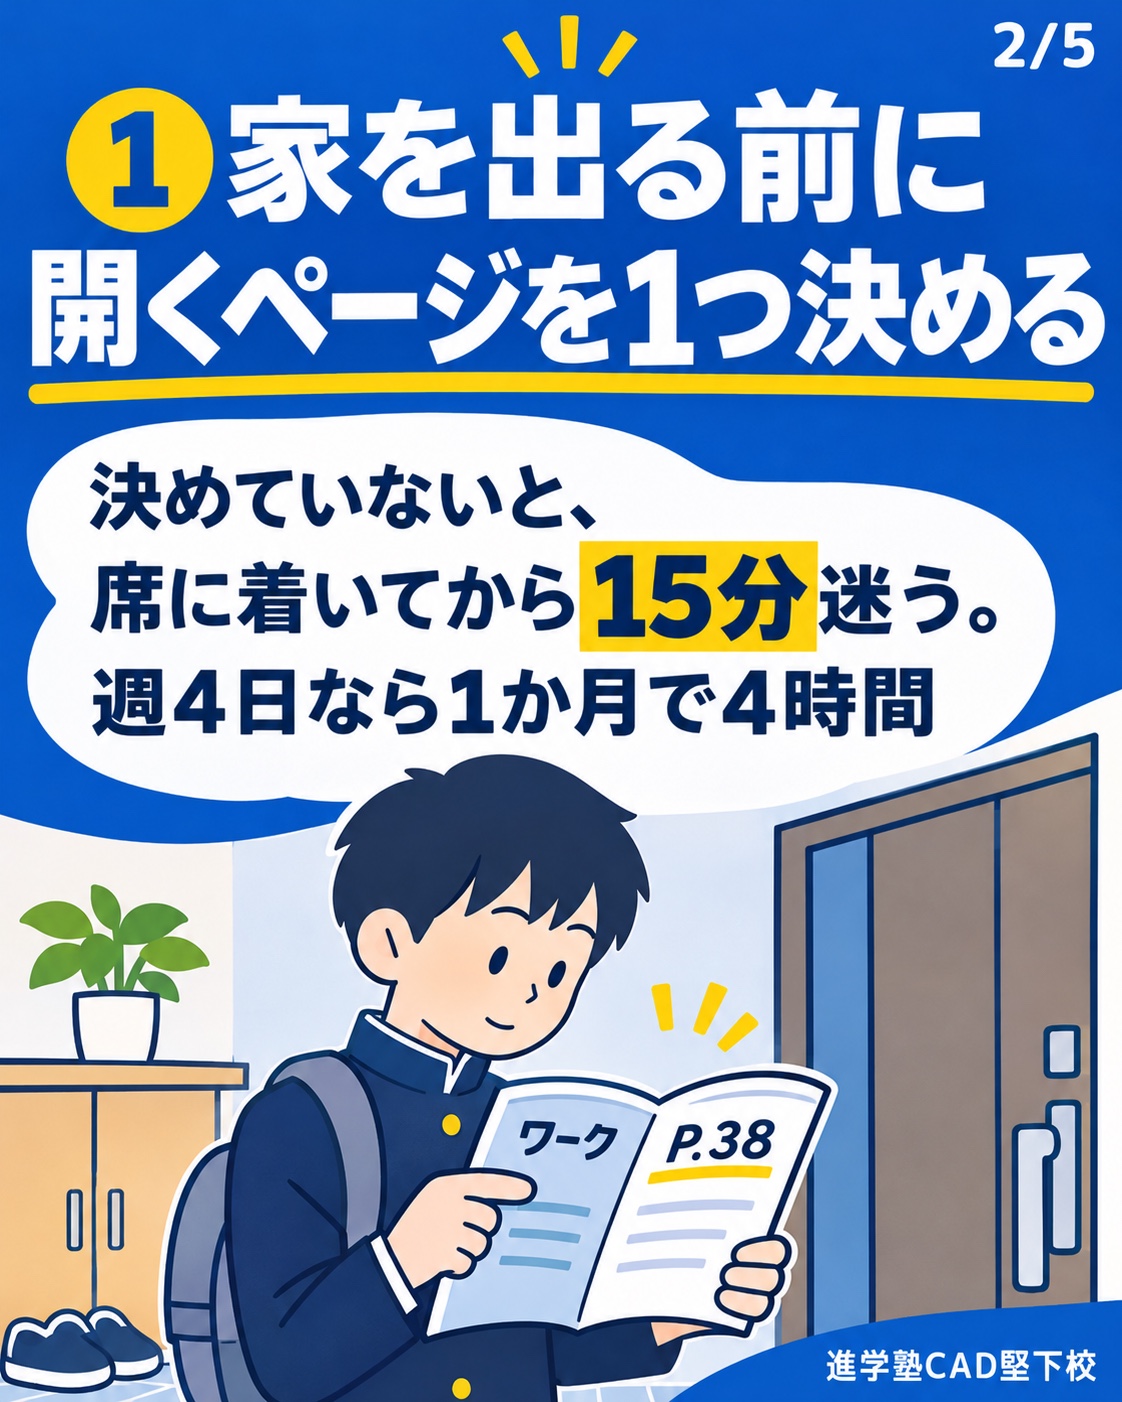 2/5
1 家を出る前に
開くページを1つ決める
決めていないと、
席に着いてから15分迷う。
週4日なら1か月で4時間
ワーク
P.38
進学塾CAD堅下校